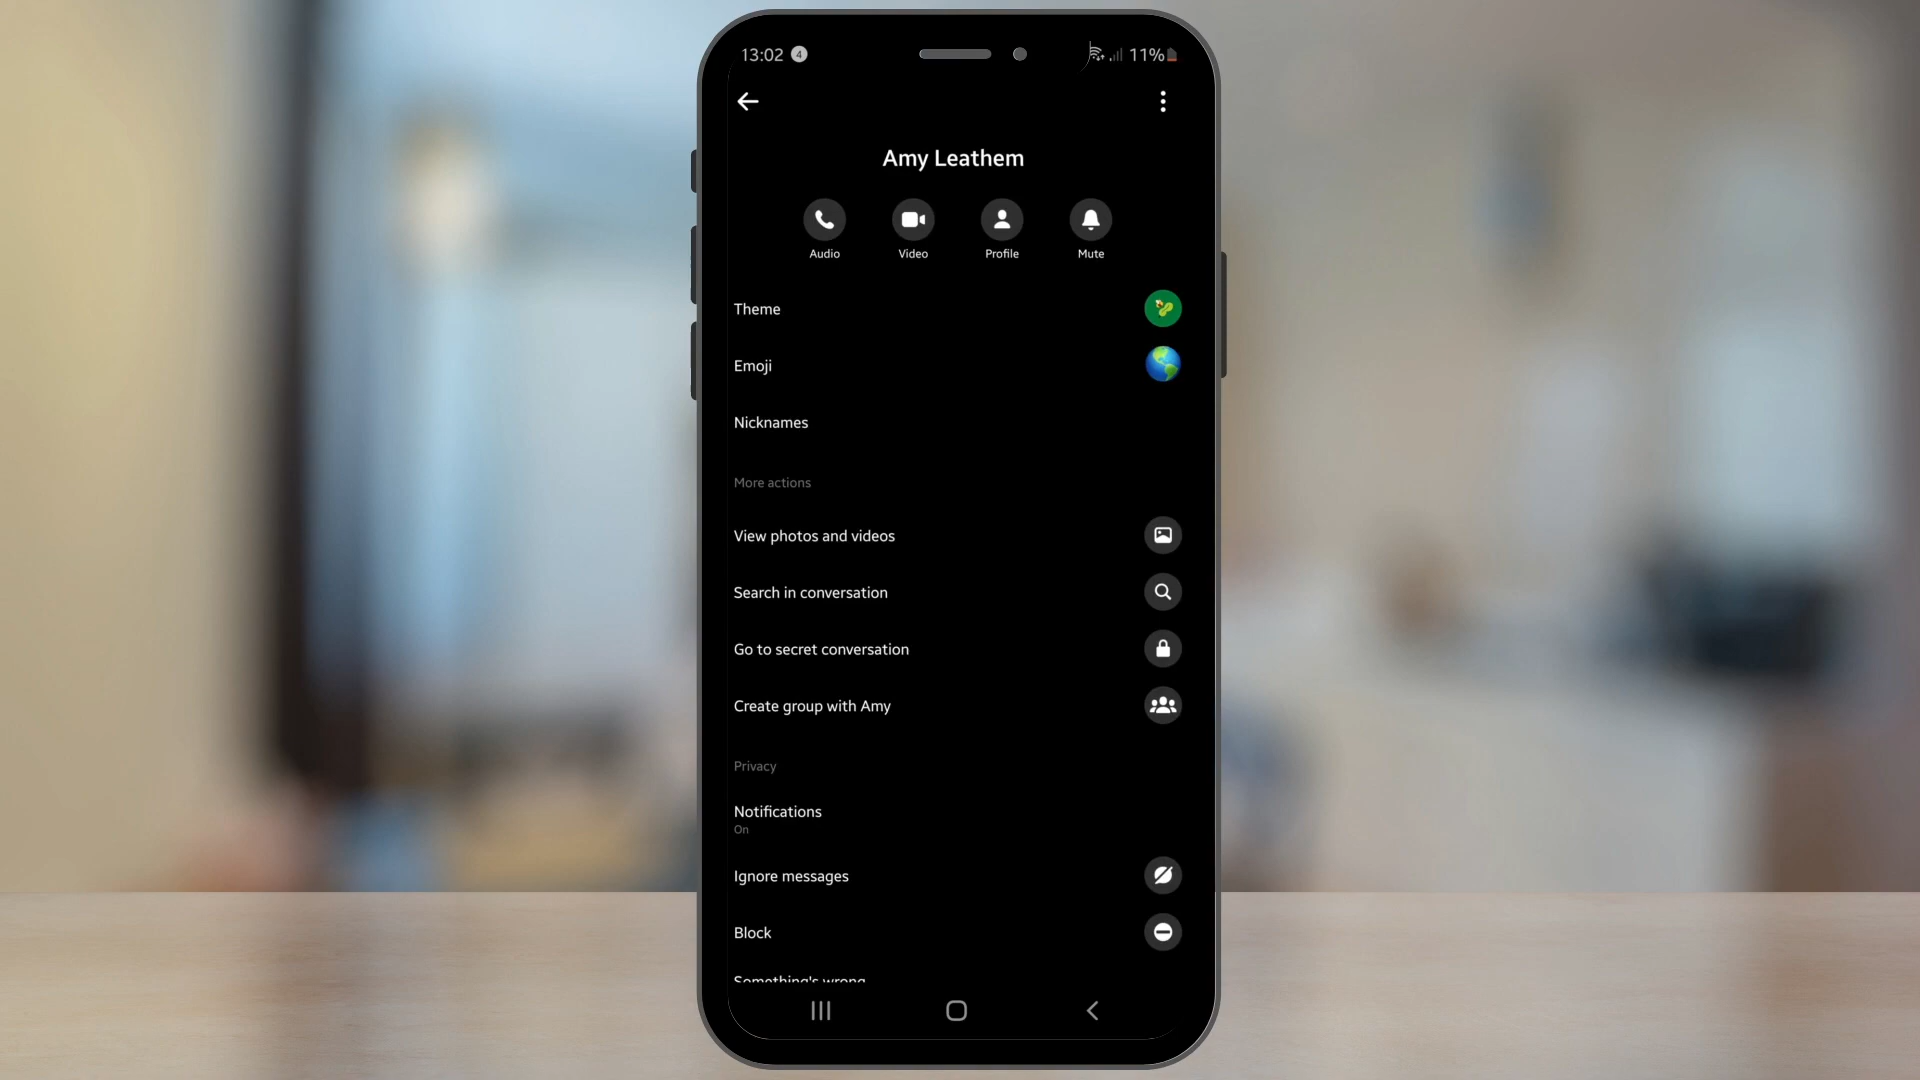 13:02 4 11%
Amy Leathem
Audio Video Profile Mute
Theme
Emoji
Nicknames
More actions
View photos and videos
Search in conversation
Go to secret conversation
Create group with Amy
Privacy
Notifications
On
Ignore messages
Block
Something's wrong